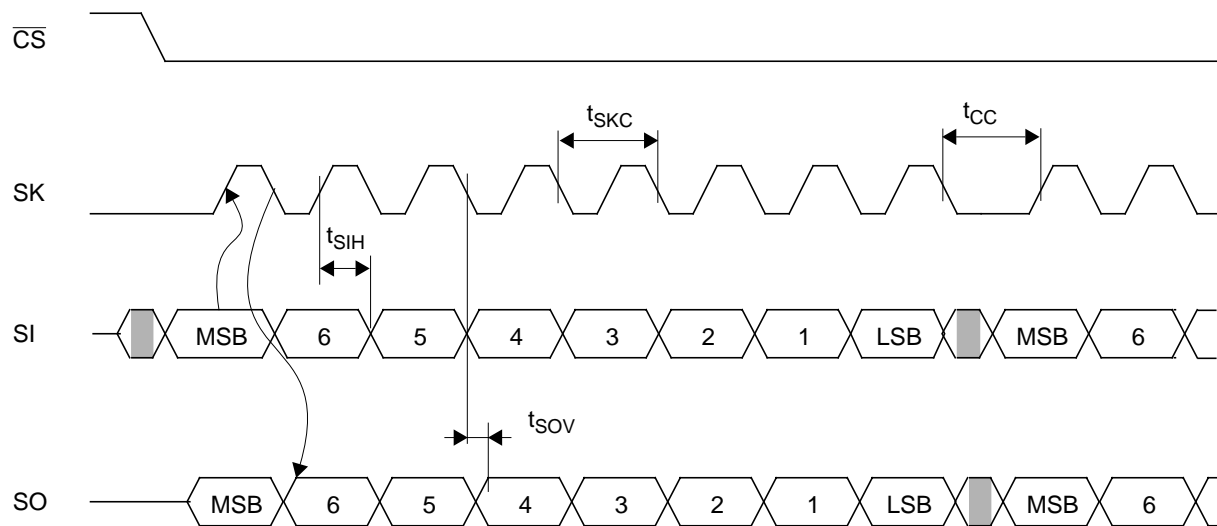 CS
tSKC
tCC
SK
tSIH
SI MSB 6 5 4 3 2 1 LSB MSB 6
tSOV
SO MSB 6 5 4 3 2 1 LSB MSB 6